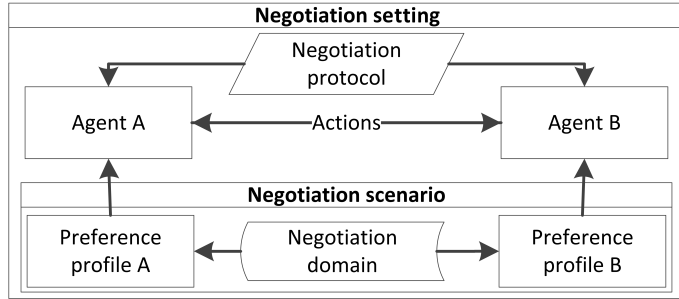 Negotiation setting
Negotiation
protocol
Agent A
Actions
Agent B
Negotiation scenario
Preference
profile A
Negotiation
domain
Preference
profile B